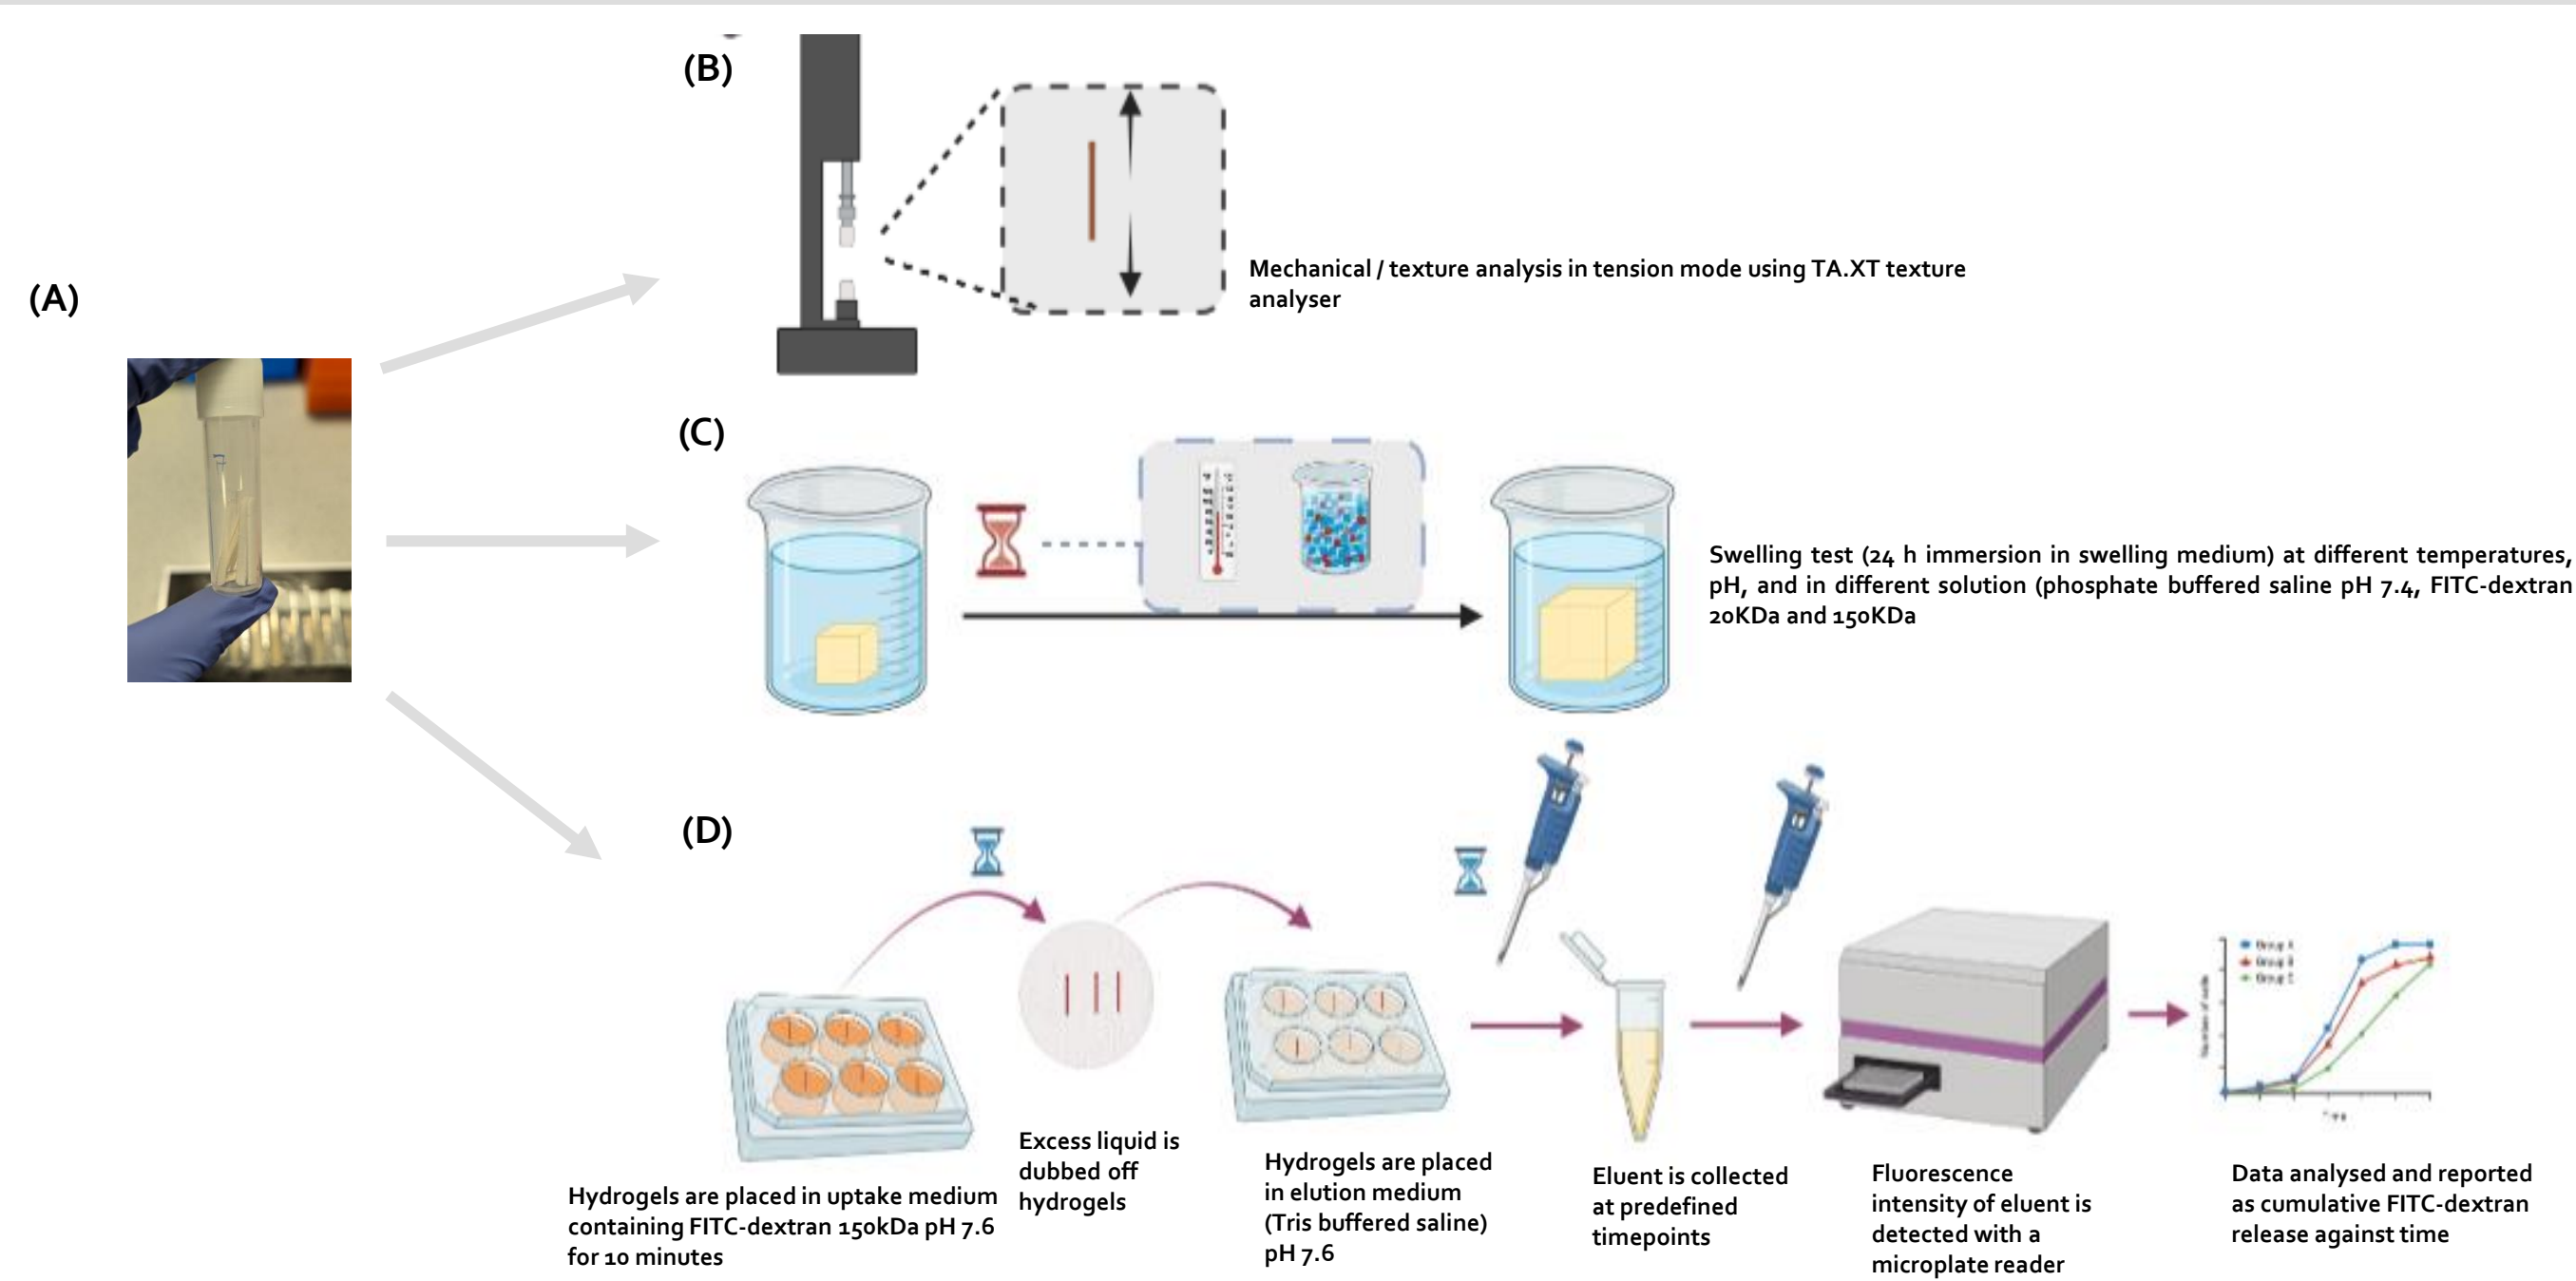 (A)
(B)
Mechanical / texture analysis in tension mode using TA.XT texture
analyser
(C)
Swelling test (24 h immersion in swelling medium) at different temperatures,
pH, and in different solution (phosphate buffered saline pH 7.4, FITC-dextran
20KDa and 150KDa
(D)
Hydrogels are placed in uptake medium
containing FITC-dextran 150kDa pH 7.6
for 10 minutes
Excess liquid is
dubbed off
hydrogels
Hydrogels are placed
in elution medium
(Tris buffered saline)
pH 7.6
Eluent is collected
at predefined
timepoints
Fluorescence
intensity of eluent is
detected with a
microplate reader
Group
Group
Group
Data analysed and reported
as cumulative FITC-dextran
release against time